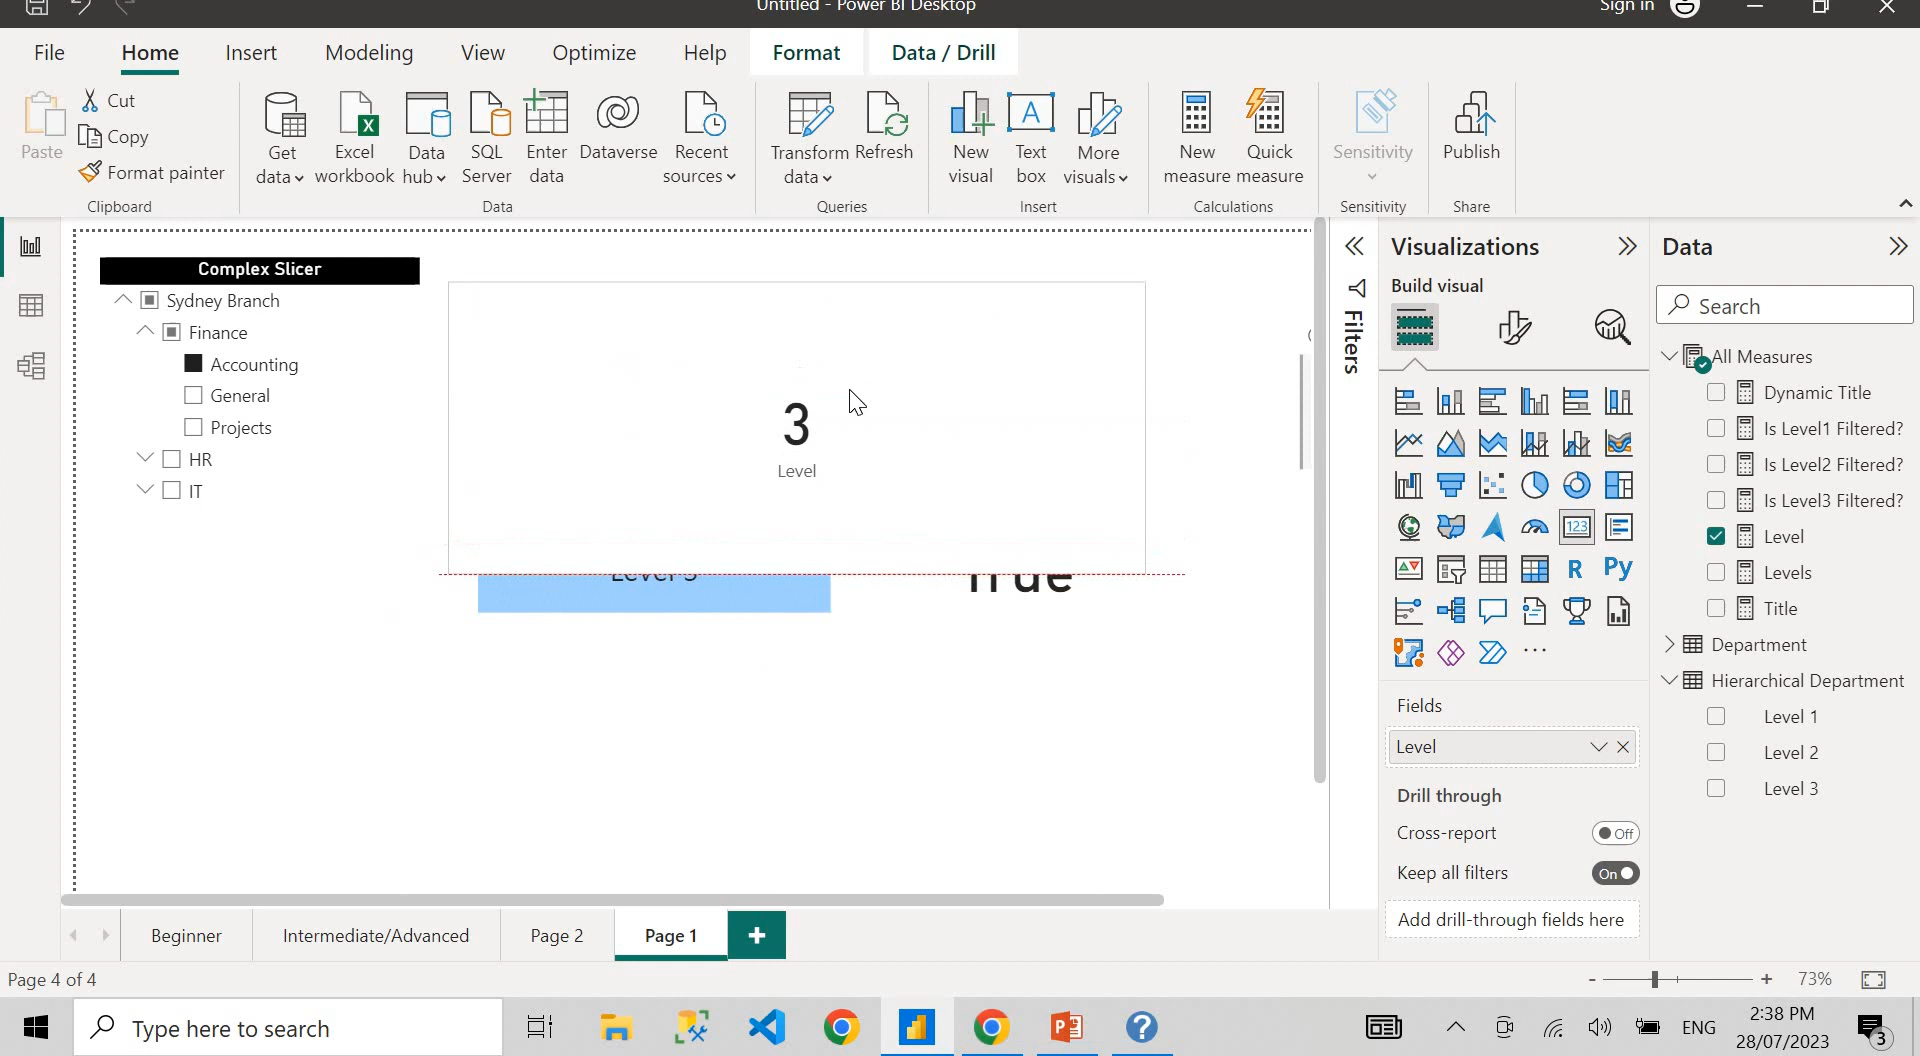 Untitled - Power BI Desktop
Sign in
File
Home
Insert
Modeling
View
Optimize
Help
Format
Data / Drill
Paste
Cut
Copy
Format painter
Clipboard
Get data
Excel workbook
Data hub
SQL Server
Enter data
Dataverse
Recent sources
Data
Transform data
Refresh
Queries
New visual
Text box
More visuals
Insert
New measure
Quick measure
Calculations
Sensitivity
Sensitivity
Publish
Share
Complex Slicer
Sydney Branch
Finance
Accounting
General
Projects
HR
IT
3
Level
Level 3
True
Filters
Visualizations
Build visual
123
R
Py
Fields
Level
Drill through
Cross-report
Off
Keep all filters
On
Add drill-through fields here
Data
Search
All Measures
Dynamic Title
Is Level1 Filtered?
Is Level2 Filtered?
Is Level3 Filtered?
Level
Levels
Title
Department
Hierarchical Department
Level 1
Level 2
Level 3
Beginner
Intermediate/Advanced
Page 2
Page 1
+
Page 4 of 4
- + 73%
Type here to search
ENG
2:38 PM
28/07/2023
3